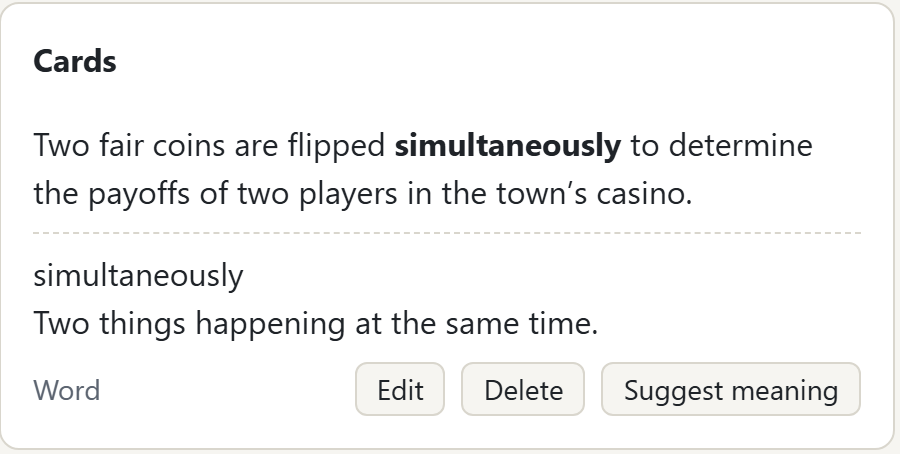 Cards
Two fair coins are flipped simultaneously to determine
the payoffs of two players in the town’s casino.
simultaneously
Two things happening at the same time.
Word Edit Delete Suggest meaning